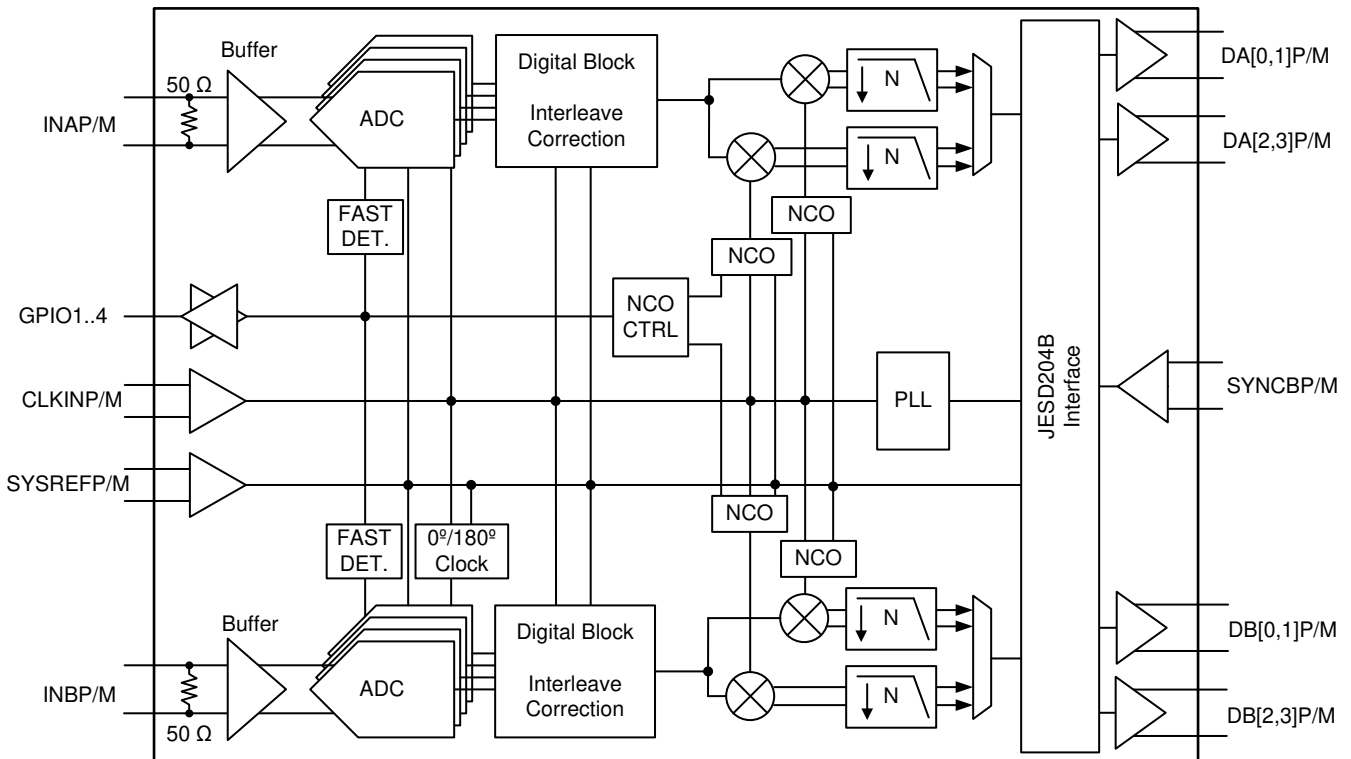 Buffer
50 Ω
INAP/M
ADC
Digital Block
Interleave
Correction
N
N
DA[0,1]P/M
DA[2,3]P/M
FAST
DET.
NCO
NCO
GPIO1..4
NCO
CTRL
CLKINP/M
PLL
JESD204B
Interface
SYNCBP/M
SYSREFP/M
NCO
FAST
DET.
0º/180º
Clock
NCO
Buffer
INBP/M
50 Ω
ADC
Digital Block
Interleave
Correction
N
N
DB[0,1]P/M
DB[2,3]P/M